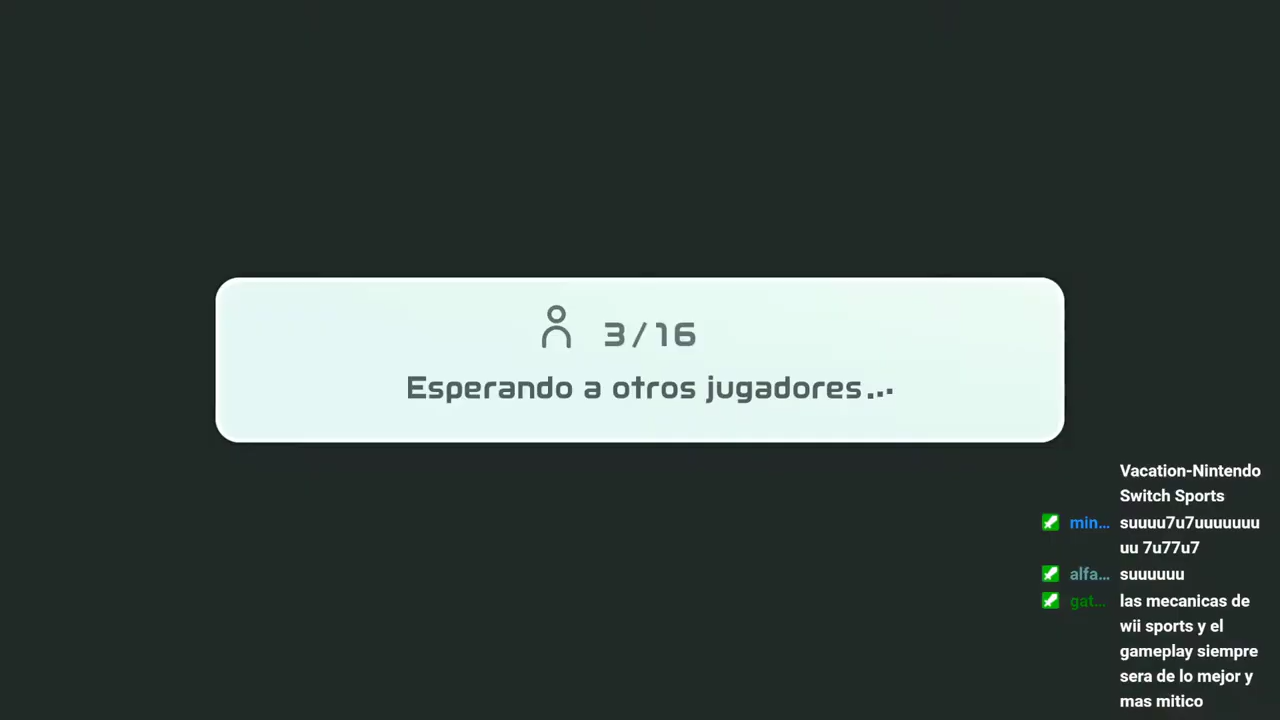 3/16
Esperando a otros jugadores...
Vacation-Nintendo
Switch Sports
min... suuuu7u7uuuuuuu
uu 7u77u7
alfa... suuuuuu
gat... las mecanicas de
wii sports y el
gameplay siempre
sera de lo mejor y
mas mitico